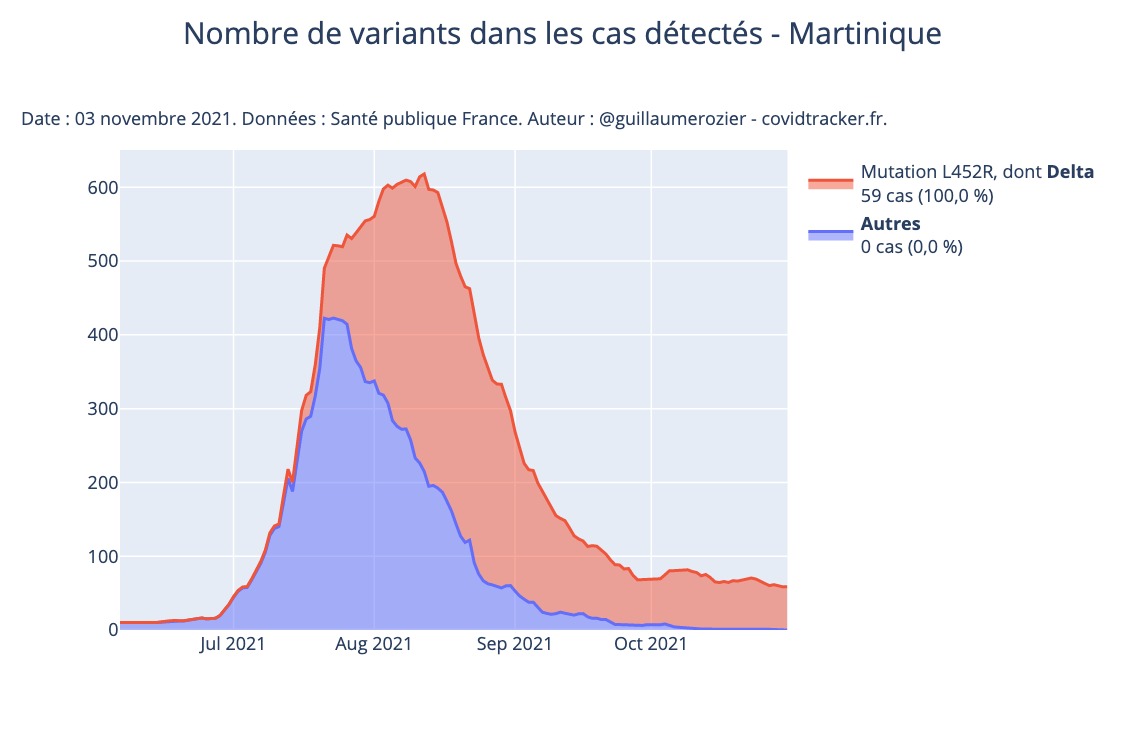 Nombre de variants dans les cas détectés - Martinique
Date : 03 novembre 2021. Données : Santé publique France. Auteur : @guillaumerozier - covidtracker.fr.
Mutation L452R, dont Delta
59 cas (100,0 %)
Autres
0 cas (0,0 %)
600
500
400
300
200
100
0
Jul 2021
Aug 2021
Sep 2021
Oct 2021